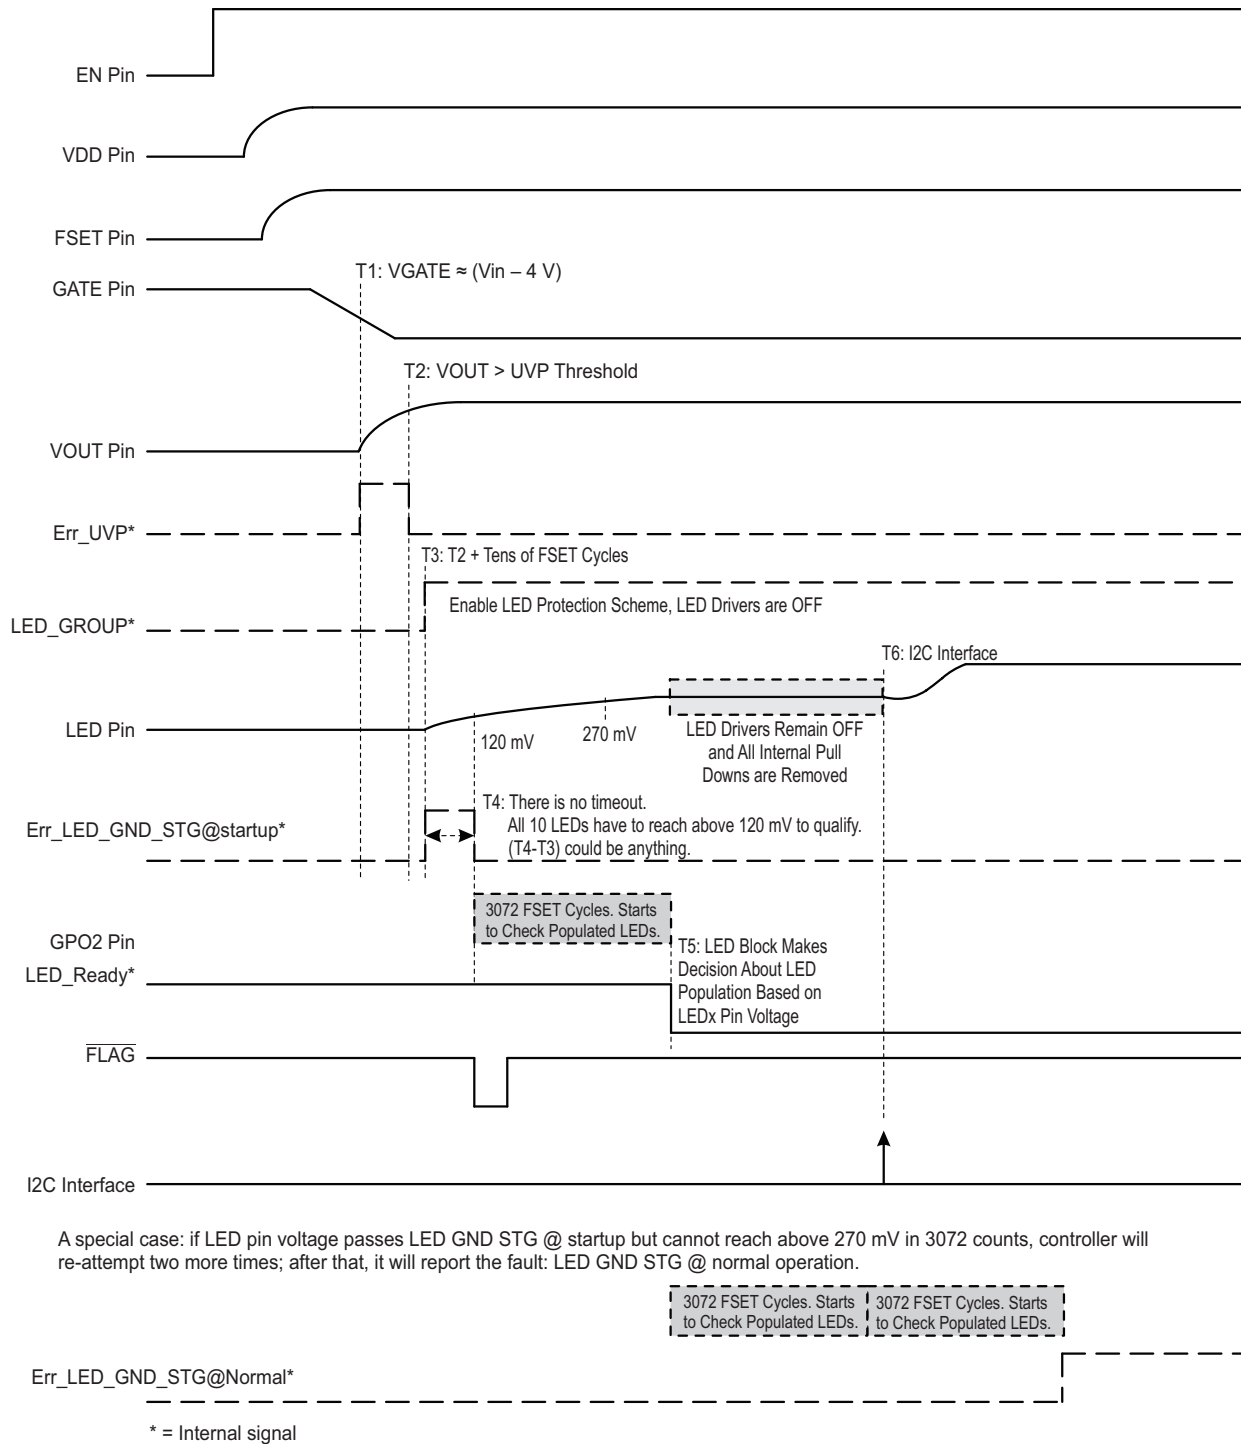 EN Pin
VDD Pin
FSET Pin
T1: VGATE ≈ (Vin – 4 V)
GATE Pin
T2: VOUT > UVP Threshold
VOUT Pin
Err_UVP*
T3: T2 + Tens of FSET Cycles
Enable LED Protection Scheme, LED Drivers are OFF
LED_GROUP*
T6: I2C Interface
LED Pin
120 mV
270 mV
LED Drivers Remain OFF
and All Internal Pull
Downs are Removed
T4: There is no timeout.
All 10 LEDs have to reach above 120 mV to qualify.
(T4-T3) could be anything.
Err_LED_GND_STG@startup*
3072 FSET Cycles. Starts
to Check Populated LEDs.
GPO2 Pin
LED_Ready*
T5: LED Block Makes
Decision About LED
Population Based on
LEDx Pin Voltage
FLAG
I2C Interface
A special case: if LED pin voltage passes LED GND STG @ startup but cannot reach above 270 mV in 3072 counts, controller will
re-attempt two more times; after that, it will report the fault: LED GND STG @ normal operation.
3072 FSET Cycles. Starts
to Check Populated LEDs.
3072 FSET Cycles. Starts
to Check Populated LEDs.
Err_LED_GND_STG@Normal*
* = Internal signal